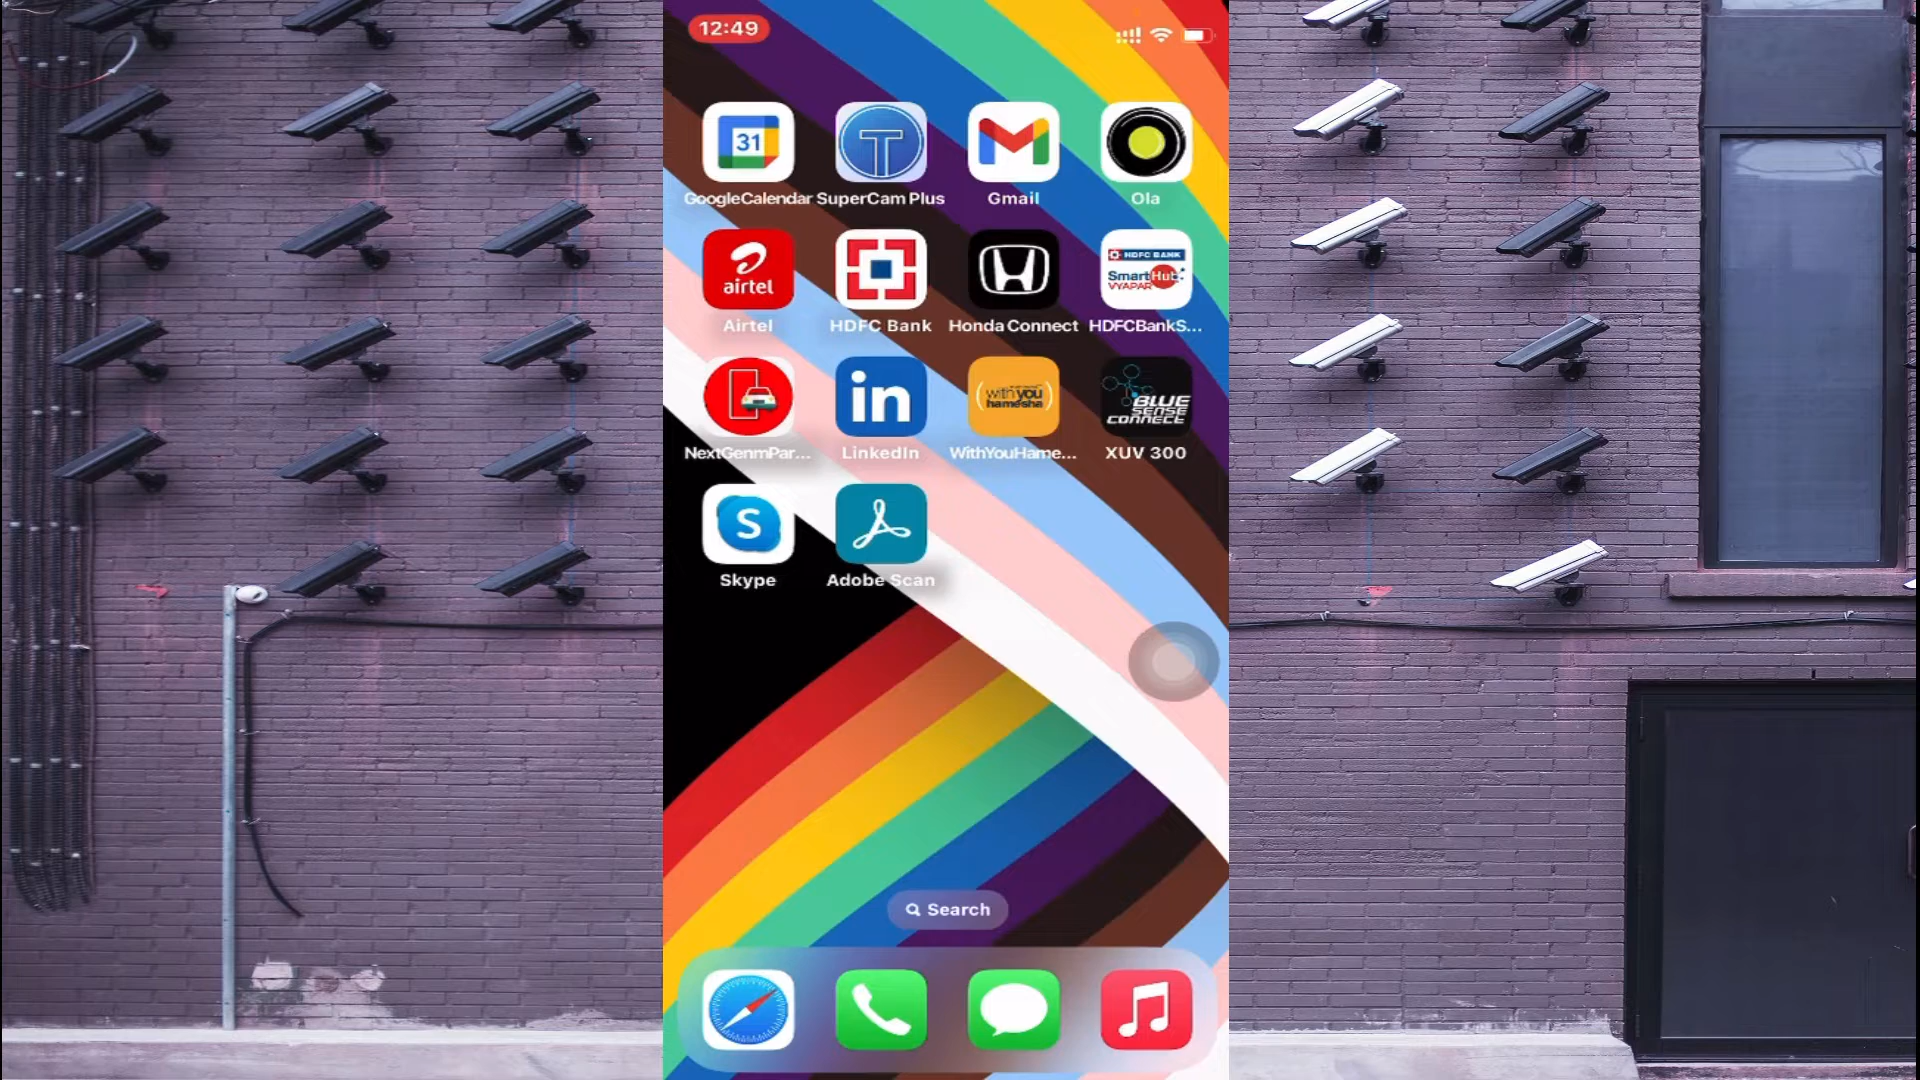 12:49
31
T
GoogleCalendar SuperCam Plus Gmail Ola
airtel
HDFC BANK
SmartHub
VYAPAR
Airtel HDFC Bank Honda Connect HDFCBankS...
in
with you
hamesha
BLUE
SENSE
CONNECT
NextGenmPar... LinkedIn WithYouHame... XUV 300
S
Skype Adobe Scan
Search